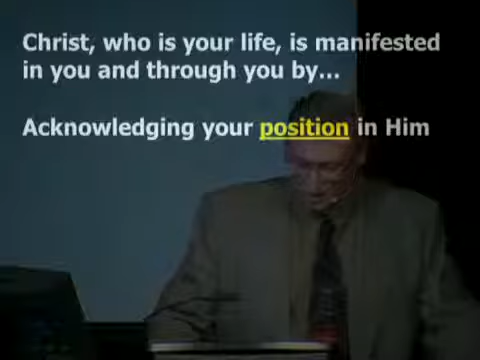 Christ, who is your life, is manifested
in you and through you by...
Acknowledging your position in Him